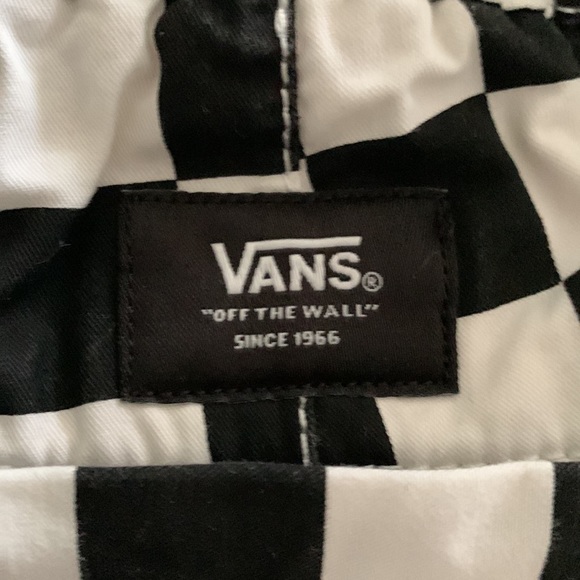 VANS®
"OFF THE WALL"
SINCE 1966